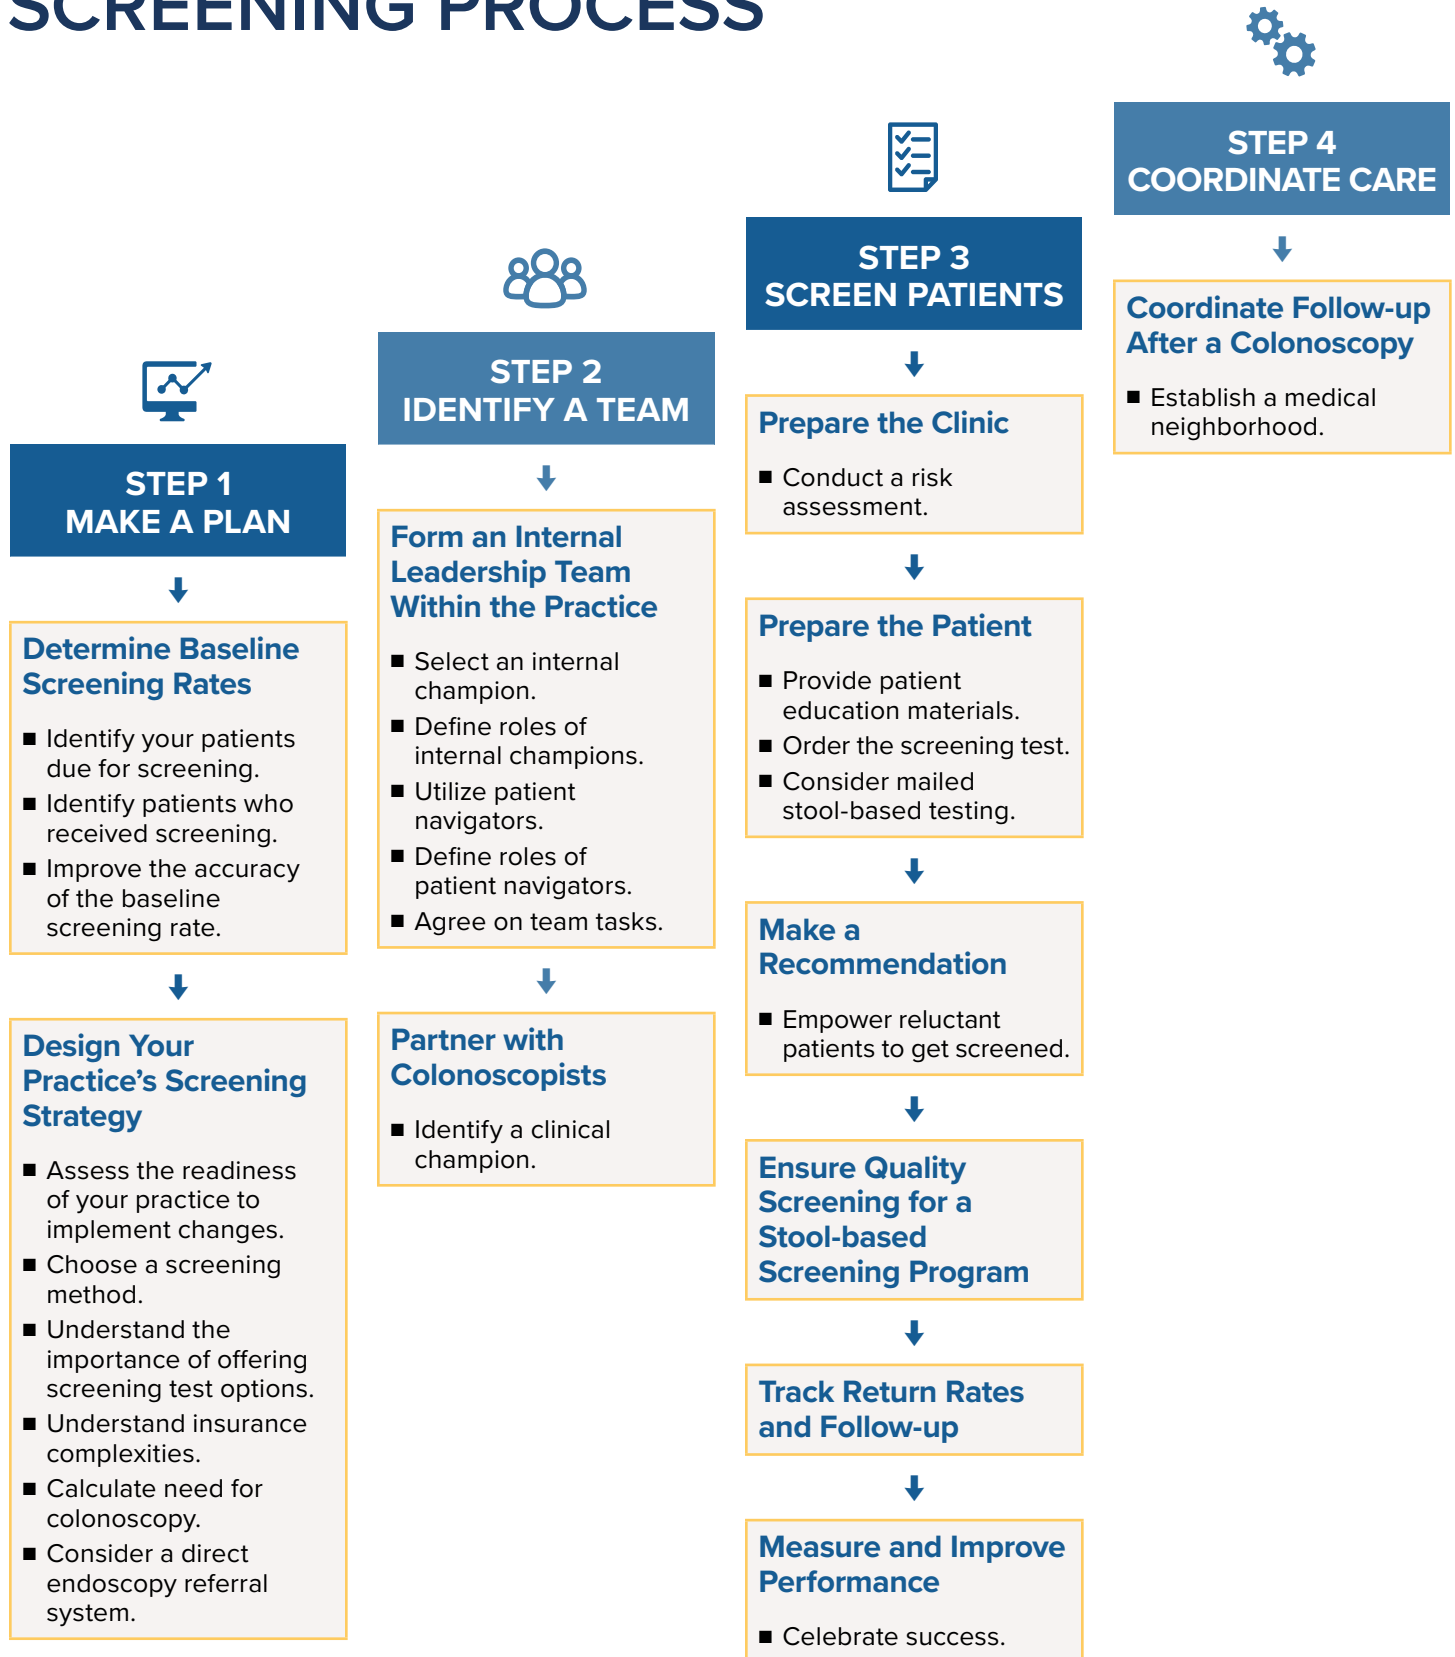 SCREENING PROCESS
STEP 1
MAKE A PLAN
Determine Baseline
Screening Rates
■ Identify your patients
due for screening.
■ Identify patients who
received screening.
■ Improve the accuracy
of the baseline
screening rate.
Design Your
Practice’s Screening
Strategy
■ Assess the readiness
of your practice to
implement changes.
■ Choose a screening
method.
■ Understand the
importance of offering
screening test options.
■ Understand insurance
complexities.
■ Calculate need for
colonoscopy.
■ Consider a direct
endoscopy referral
system.
STEP 2
IDENTIFY A TEAM
Form an Internal
Leadership Team
Within the Practice
■ Select an internal
champion.
■ Define roles of
internal champions.
■ Utilize patient
navigators.
■ Define roles of
patient navigators.
■ Agree on team tasks.
Partner with
Colonoscopists
■ Identify a clinical
champion.
STEP 3
SCREEN PATIENTS
Prepare the Clinic
■ Conduct a risk
assessment.
Prepare the Patient
■ Provide patient
education materials.
■ Order the screening test.
■ Consider mailed
stool-based testing.
Make a
Recommendation
■ Empower reluctant
patients to get screened.
Ensure Quality
Screening for a
Stool-based
Screening Program
Track Return Rates
and Follow-up
Measure and Improve
Performance
■ Celebrate success.
STEP 4
COORDINATE CARE
Coordinate Follow-up
After a Colonoscopy
■ Establish a medical
neighborhood.